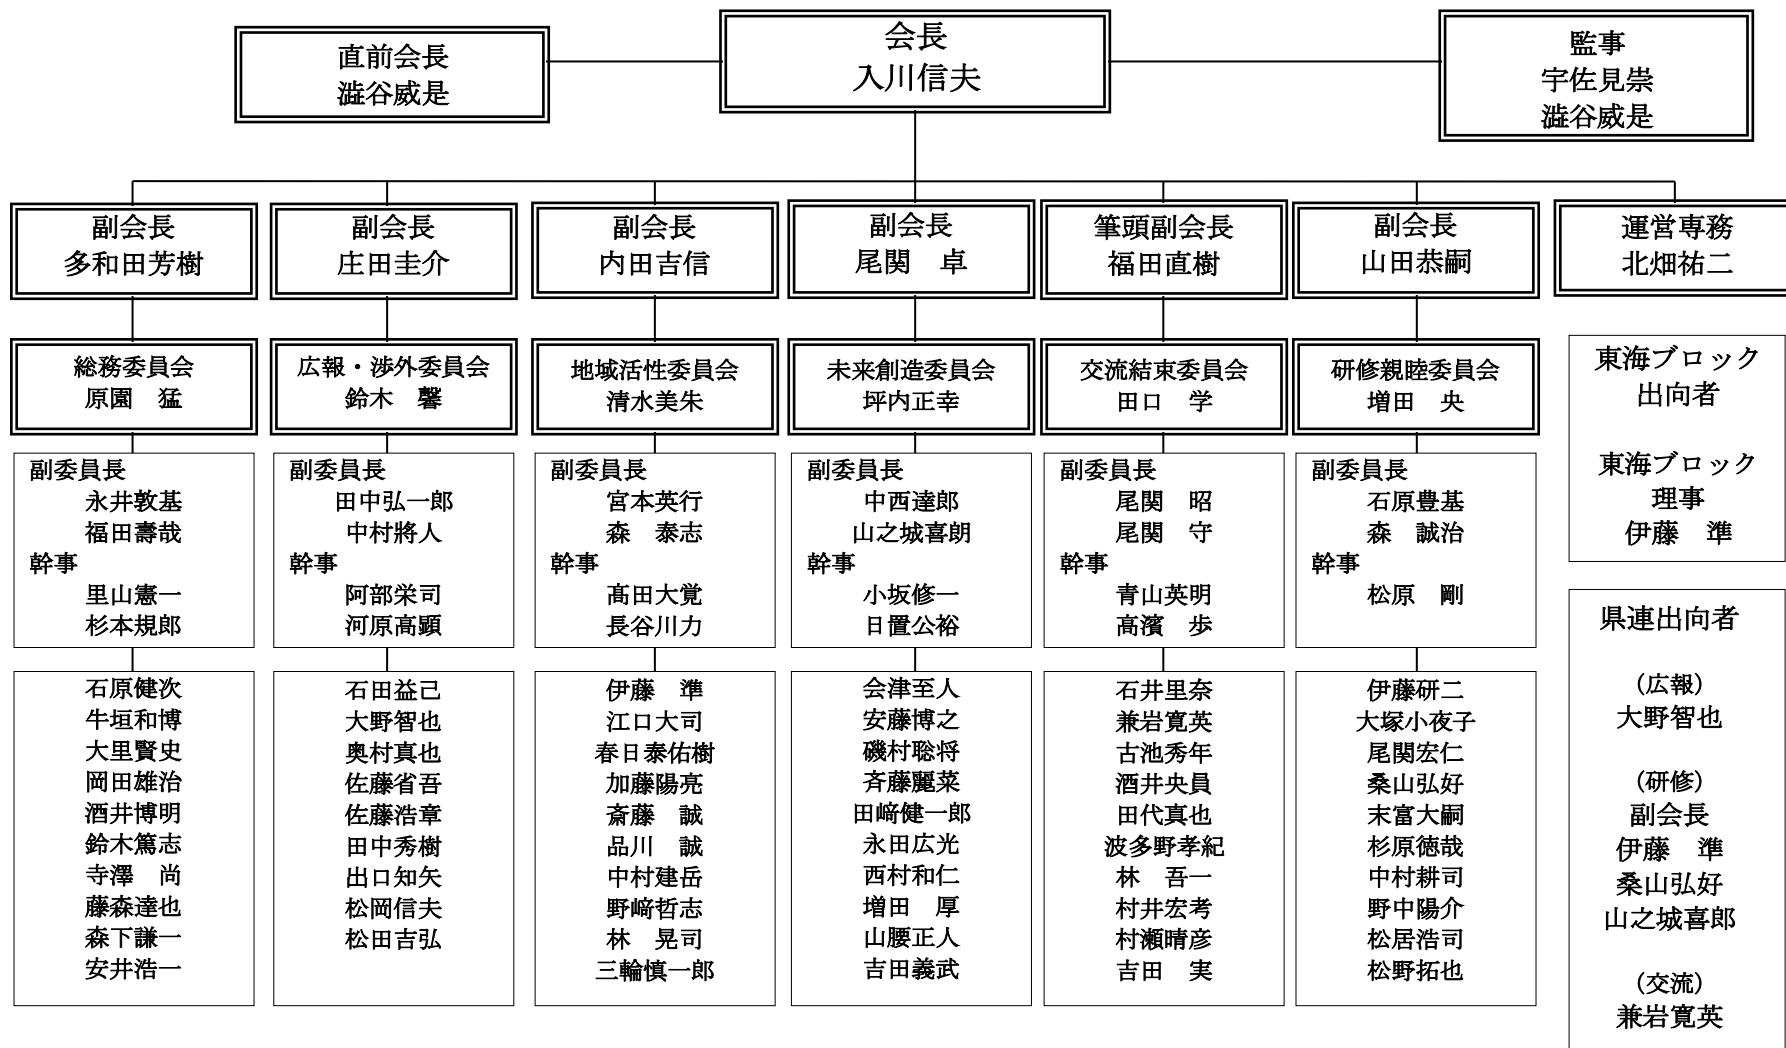 会長
入川信夫
直前会長
澁谷威是
監事
宇佐見崇
澁谷威是
副会長
多和田芳樹
副会長
庄田圭介
副会長
内田吉信
副会長
尾関　卓
筆頭副会長
福田直樹
副会長
山田恭嗣
運営専務
北畑祐二
総務委員会
原園　猛
広報・渉外委員会
鈴木　馨
地域活性委員会
清水美朱
未来創造委員会
坪内正幸
交流結束委員会
田口　学
研修親睦委員会
増田　央
副委員長
永井敦基
福田壽哉
幹事
里山憲一
杉本規郎
副委員長
田中弘一郎
中村將人
幹事
阿部栄司
河原高顕
副委員長
宮本英行
森　泰志
幹事
髙田大覚
長谷川力
副委員長
中西達郎
山之城喜朗
幹事
小坂修一
日置公裕
副委員長
尾関　昭
尾関　守
幹事
青山英明
高濱　歩
副委員長
石原豊基
森　誠治
幹事
松原　剛
石原健次
牛垣和博
大里賢史
岡田雄治
酒井博明
鈴木篤志
寺澤　尚
藤森達也
森下謙一
安井浩一
石田益己
大野智也
奥村真也
佐藤省吾
佐藤浩章
田中秀樹
出口知矢
松岡信夫
松田吉弘
伊藤　準
江口大司
春日泰佑樹
加藤陽亮
斎藤　誠
品川　誠
中村建岳
野﨑哲志
林　晃司
三輪慎一郎
会津至人
安藤博之
磯村聡将
斉藤麗菜
田﨑健一郎
永田広光
西村和仁
増田　厚
山腰正人
吉田義武
石井里奈
兼岩寛英
古池秀年
酒井央員
田代真也
波多野孝紀
林　吾一
村井宏考
村瀬晴彦
吉田　実
伊藤研二
大塚小夜子
尾関宏仁
桑山弘好
末富大嗣
杉原徳哉
中村耕司
野中陽介
松居浩司
松野拓也
東海ブロック
出向者
東海ブロック
理事
伊藤　準
県連出向者
（広報）
大野智也
（研修）
副会長
伊藤　準
桑山弘好
山之城喜郎
（交流）
兼岩寛英